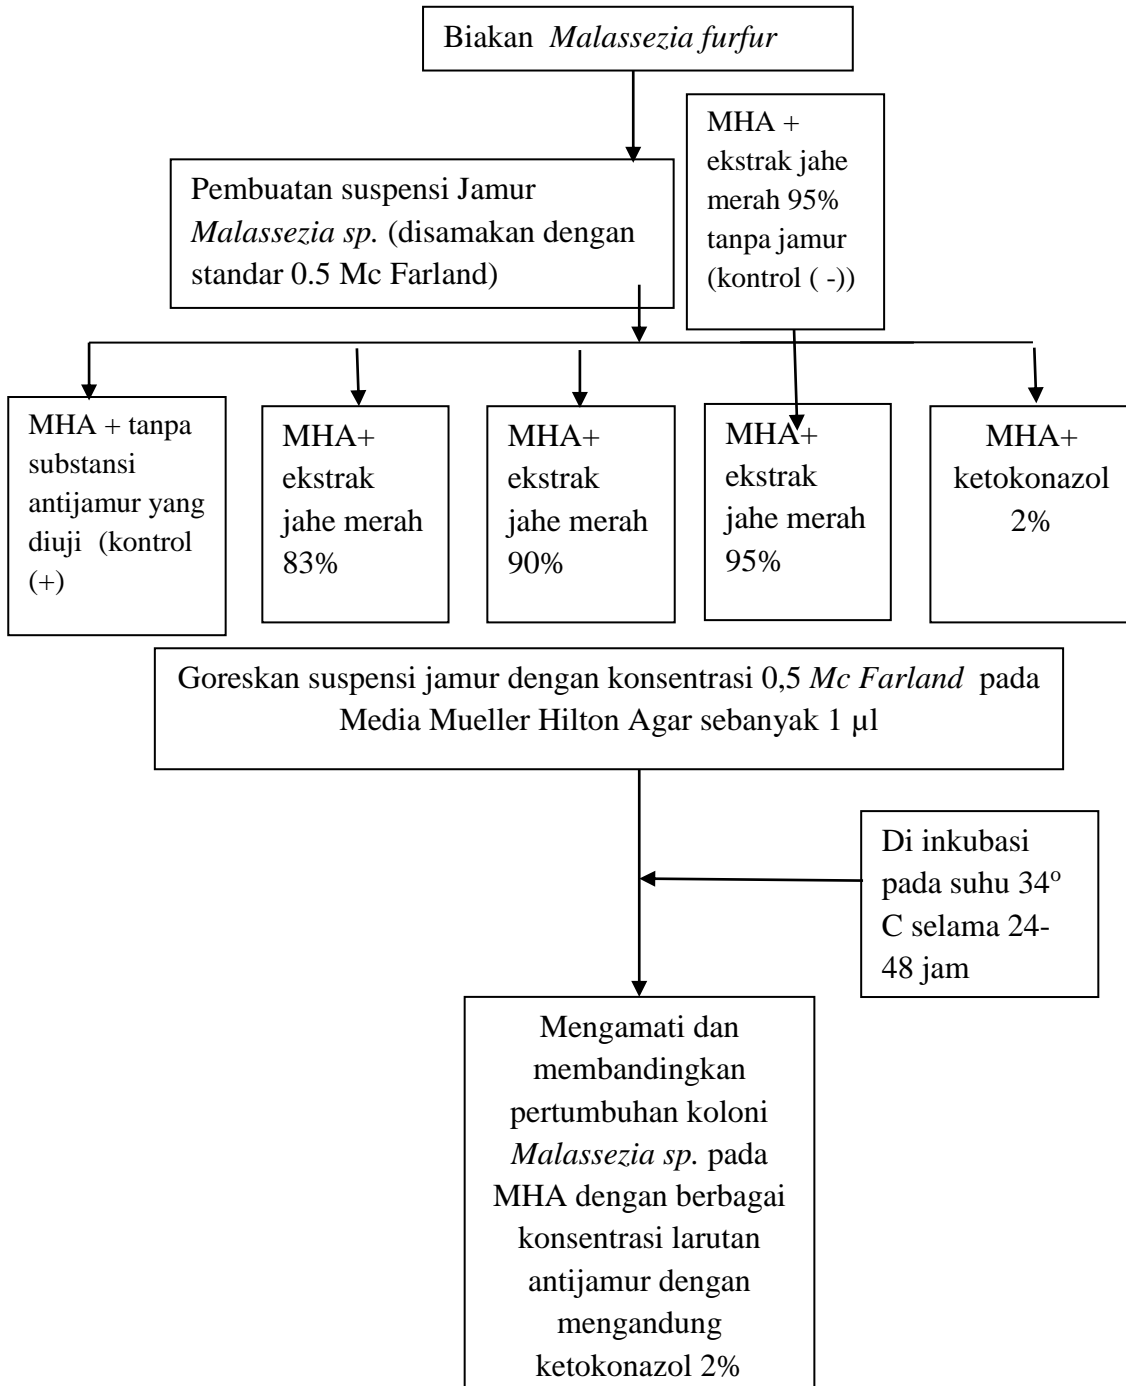 Biakan Malassezia furfur
MHA +
ekstrak jahe
merah 95%
tanpa jamur
(kontrol ( -))
Pembuatan suspensi Jamur
Malassezia sp. (disamakan dengan
standar 0.5 Mc Farland)
MHA + tanpa
substansi
antijamur yang
diuji (kontrol
(+)
MHA+
ekstrak
jahe merah
83%
MHA+
ekstrak
jahe merah
90%
MHA+
ekstrak
jahe merah
95%
MHA+
ketokonazol
2%
Goreskan suspensi jamur dengan konsentrasi 0,5 Mc Farland pada
Media Mueller Hilton Agar sebanyak 1 µl
Di inkubasi
pada suhu 34º
C selama 24-
48 jam
Mengamati dan
membandingkan
pertumbuhan koloni
Malassezia sp. pada
MHA dengan berbagai
konsentrasi larutan
antijamur dengan
mengandung
ketokonazol 2%